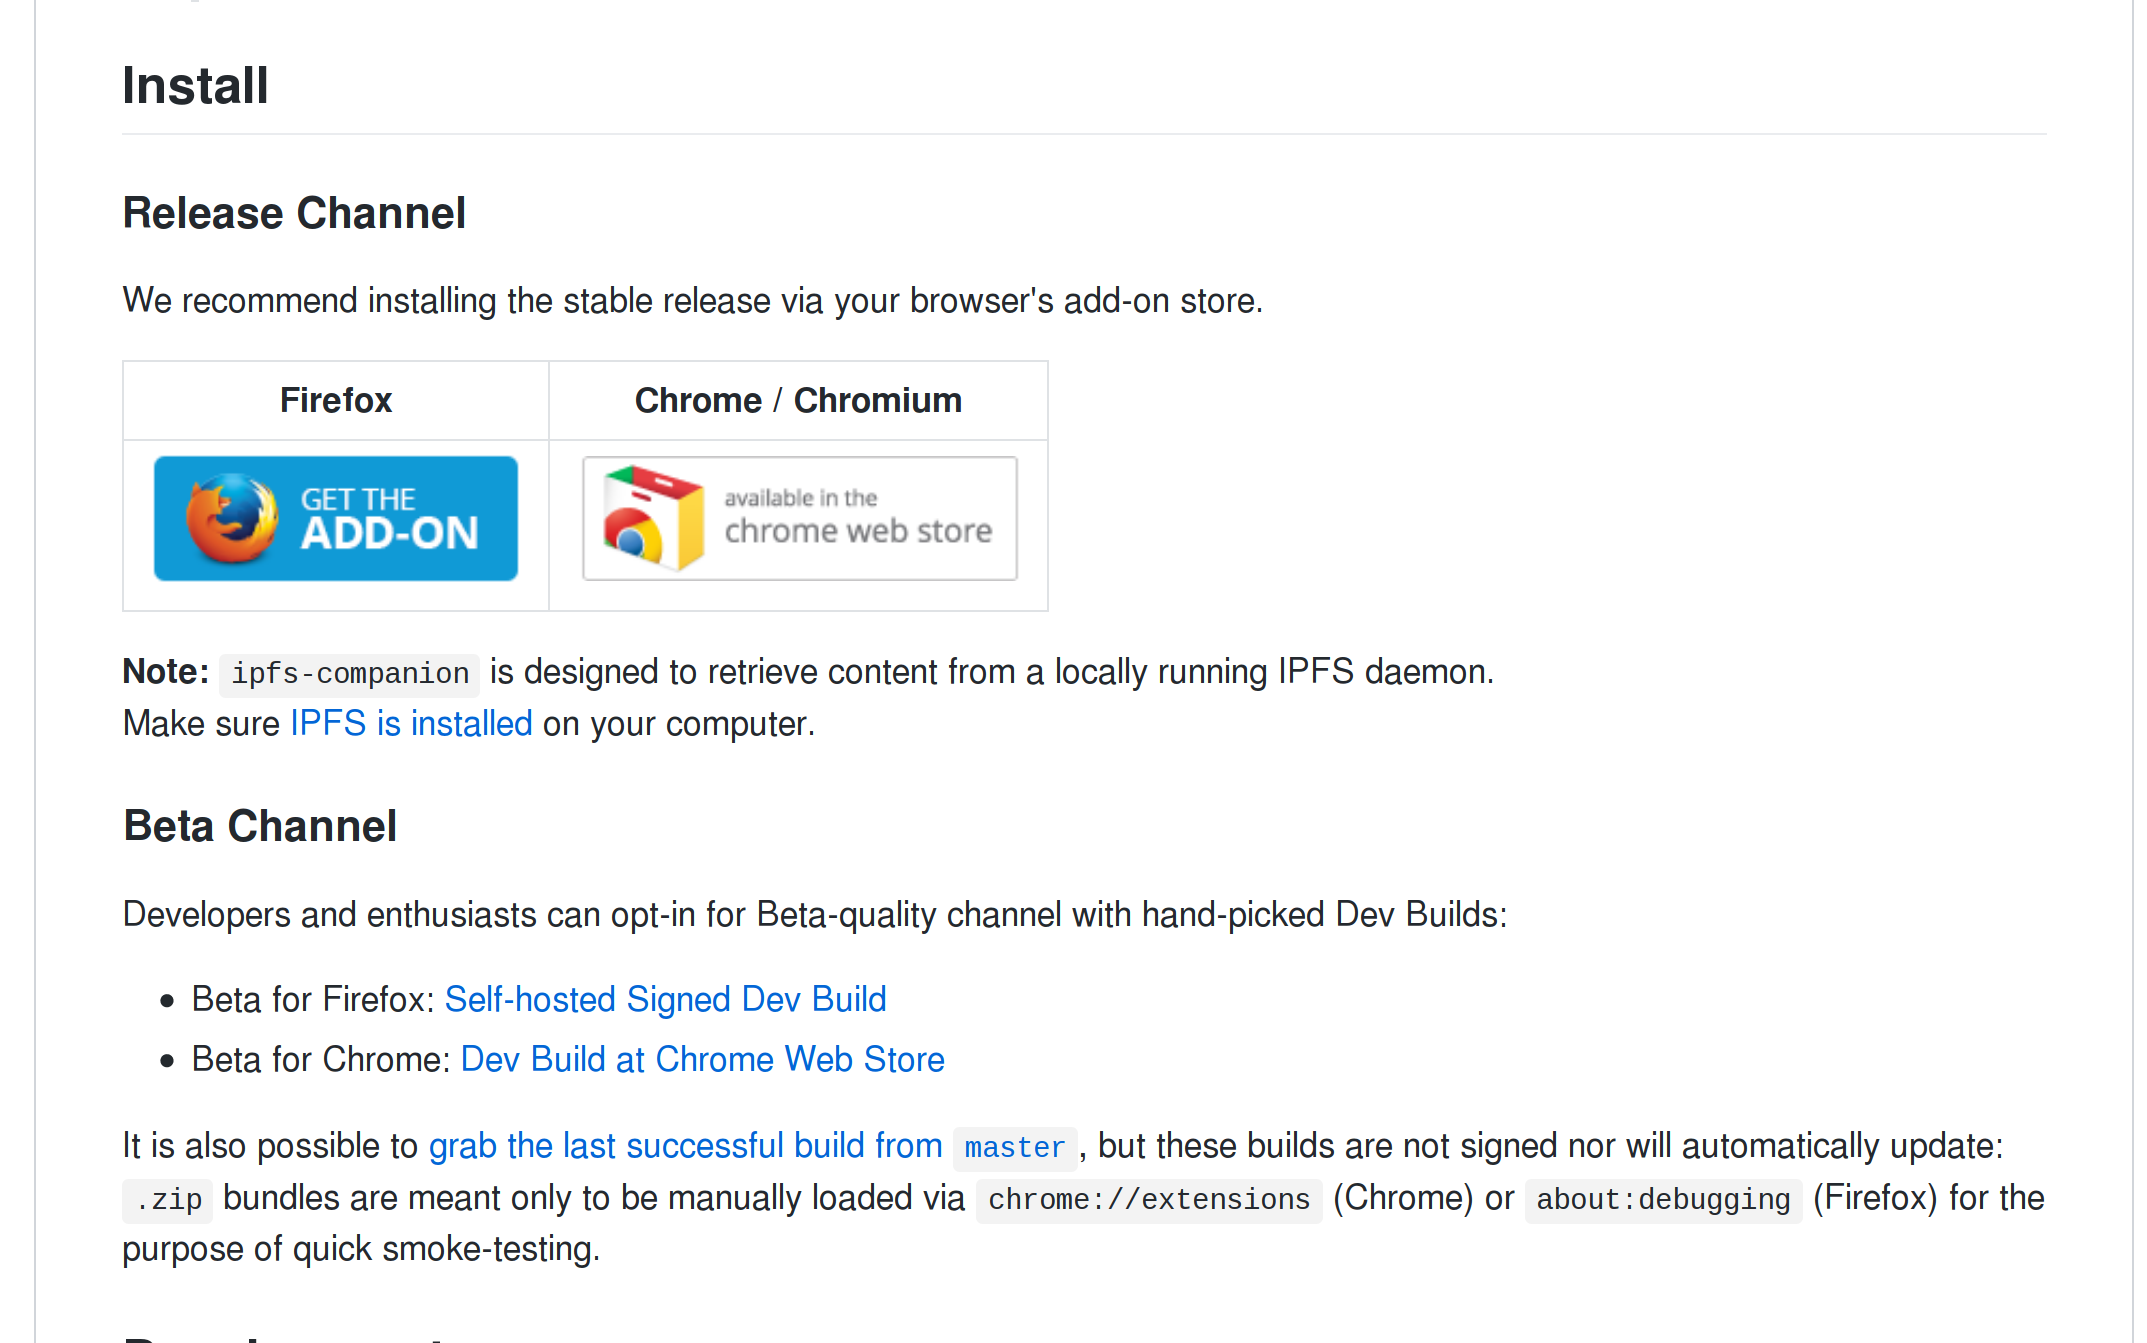 Install
Release Channel
We recommend installing the stable release via your browser's add-on store.
Firefox
Chrome / Chromium
GET THE
ADD-ON
available in the
chrome web store
Note: ipfs-companion is designed to retrieve content from a locally running IPFS daemon.
Make sure IPFS is installed on your computer.
Beta Channel
Developers and enthusiasts can opt-in for Beta-quality channel with hand-picked Dev Builds:
• Beta for Firefox: Self-hosted Signed Dev Build
• Beta for Chrome: Dev Build at Chrome Web Store
It is also possible to grab the last successful build from master, but these builds are not signed nor will automatically update:
.zip bundles are meant only to be manually loaded via chrome://extensions (Chrome) or about:debugging (Firefox) for the
purpose of quick smoke-testing.